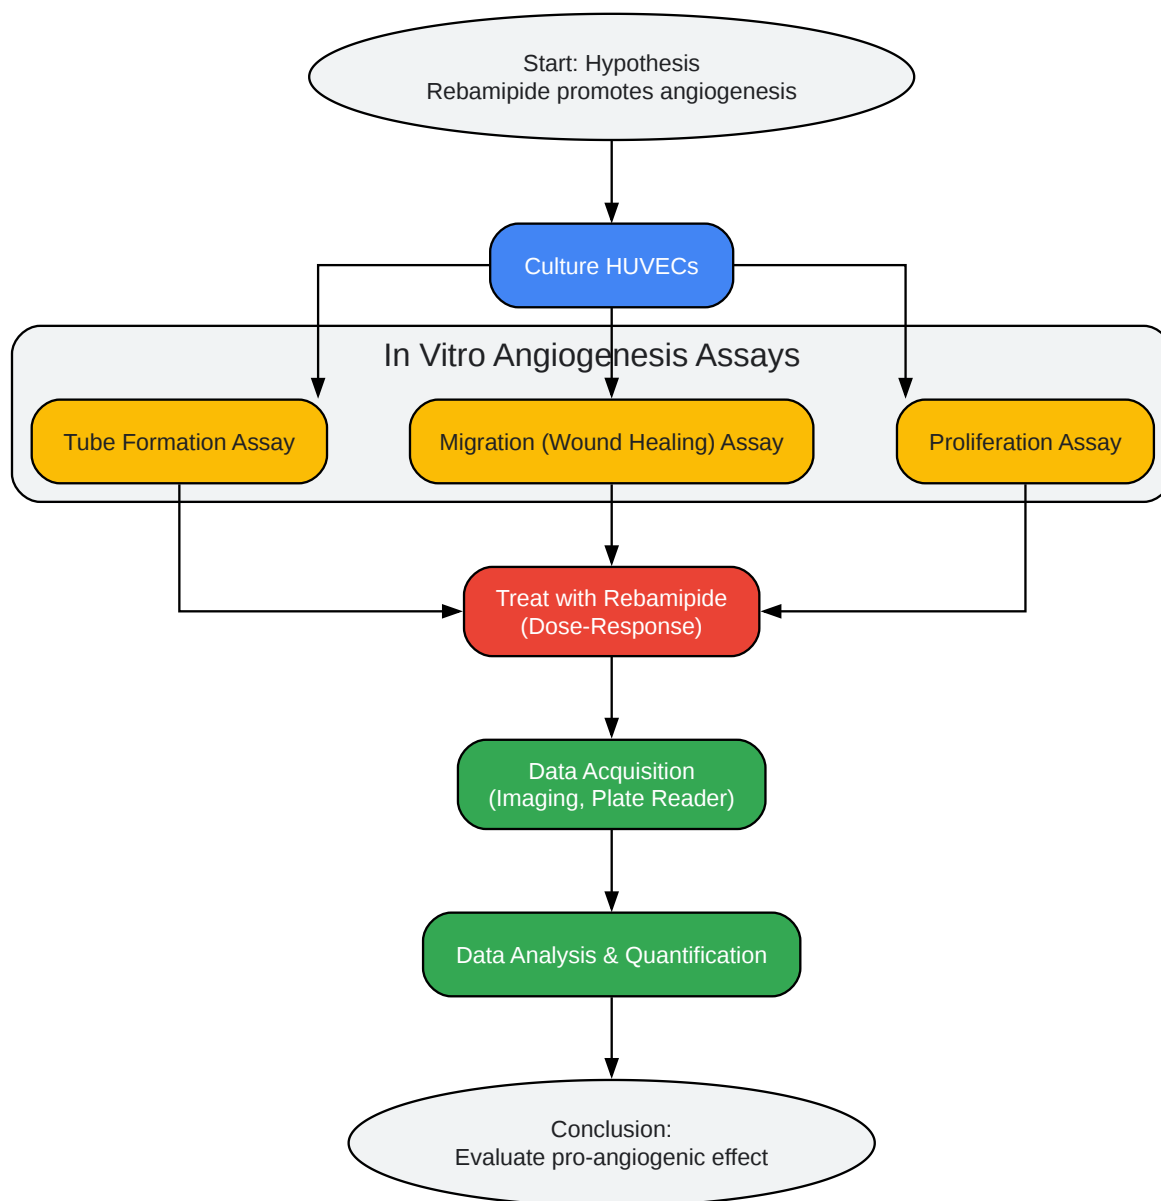 Start: Hypothesis
Rebamipide promotes angiogenesis
Culture HUVECs
In Vitro Angiogenesis Assays
Tube Formation Assay
Migration (Wound Healing) Assay
Proliferation Assay
Treat with Rebamipide
(Dose-Response)
Data Acquisition
(Imaging, Plate Reader)
Data Analysis & Quantification
Conclusion:
Evaluate pro-angiogenic effect